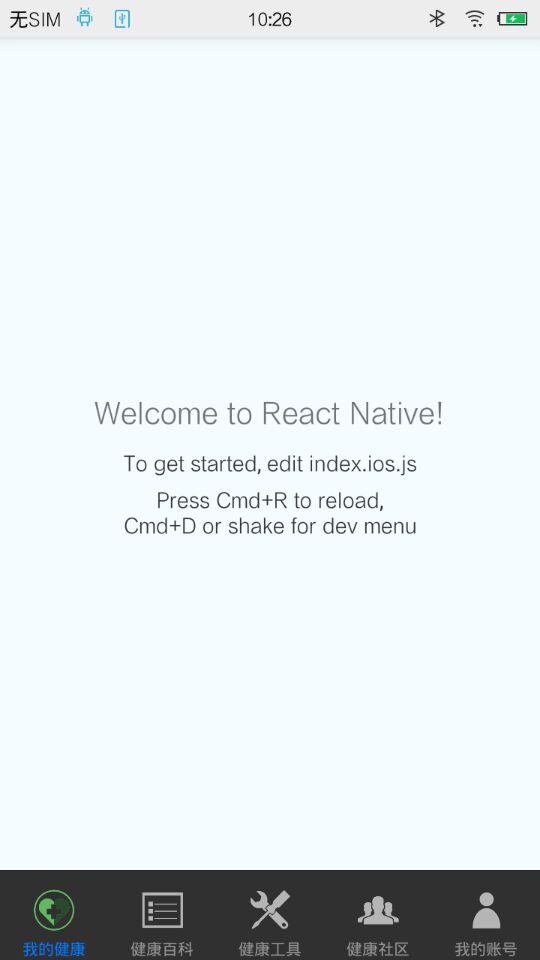 无SIM 10:26
Welcome to React Native!
To get started, edit index.ios.js
Press Cmd+R to reload,
Cmd+D or shake for dev menu
我的健康 健康百科 健康工具 健康社区 我的账号